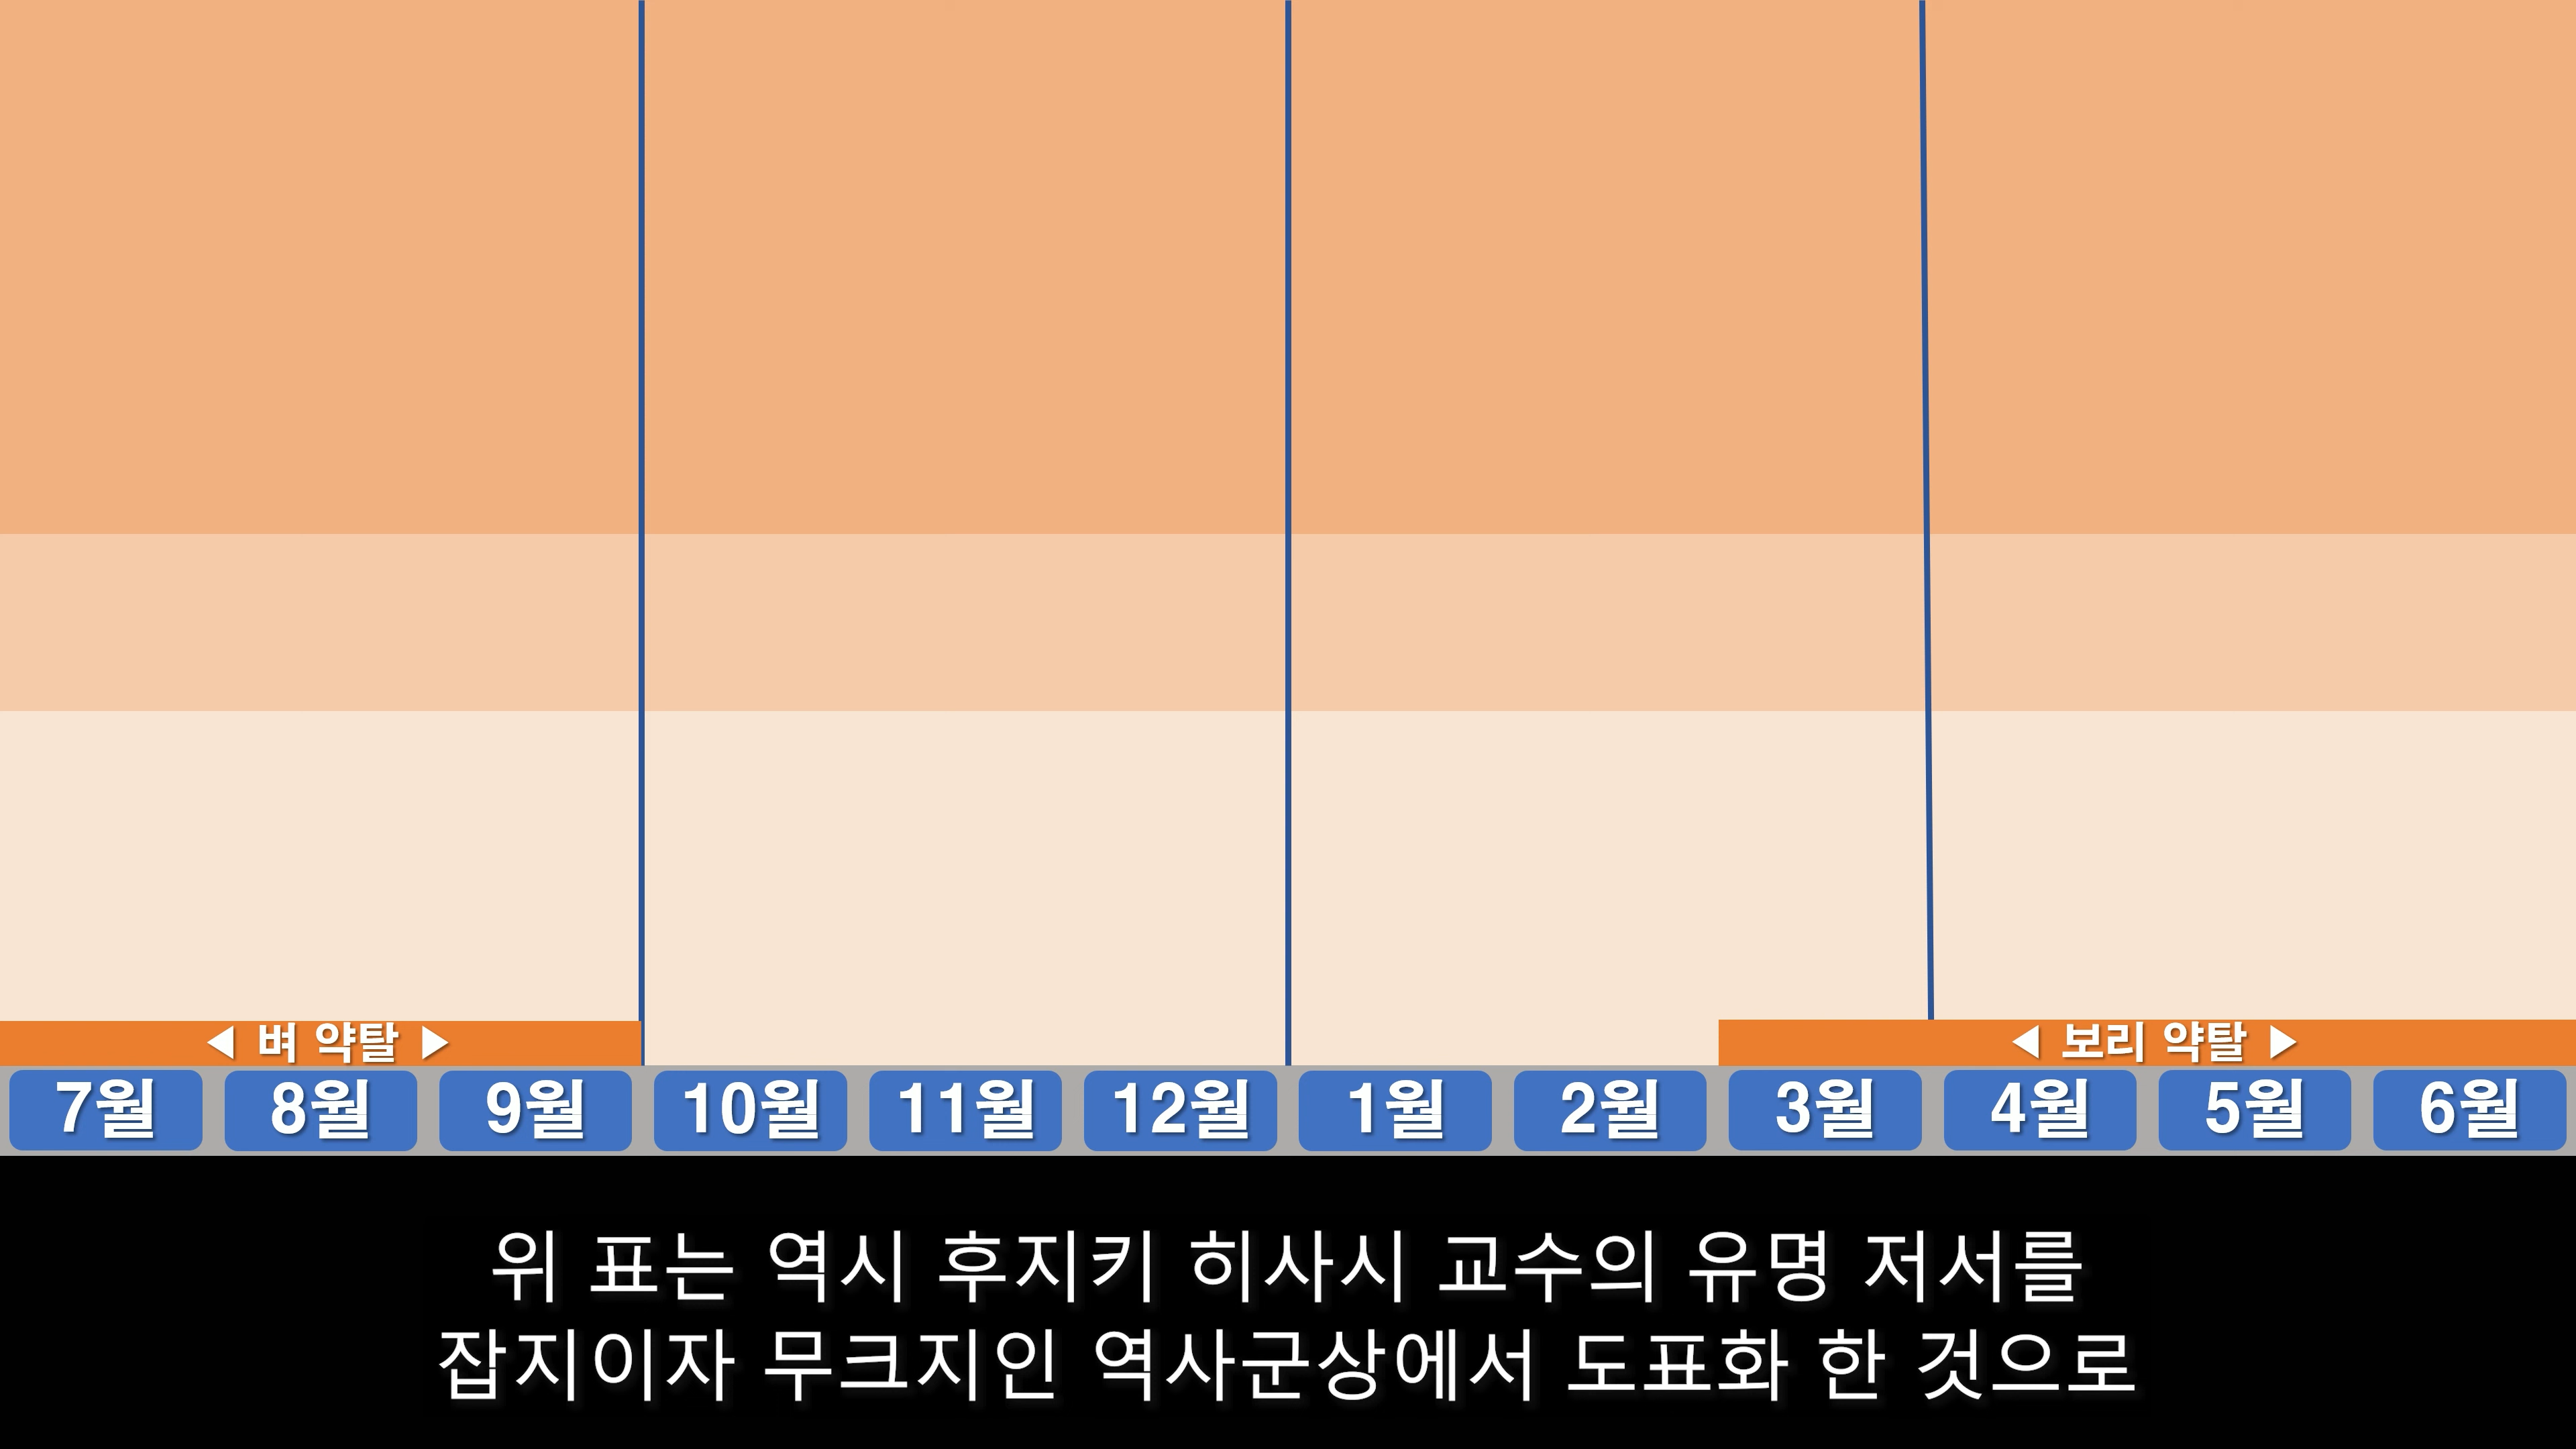 ◀ 벼 약탈 ▶
◀ 보리 약탈 ▶
7월 8월 9월 10월 11월 12월 1월 2월 3월 4월 5월 6월
위 표는 역시 후지키 히사시 교수의 유명 저서를
잡지이자 무크지인 역사군상에서 도표화 한 것으로